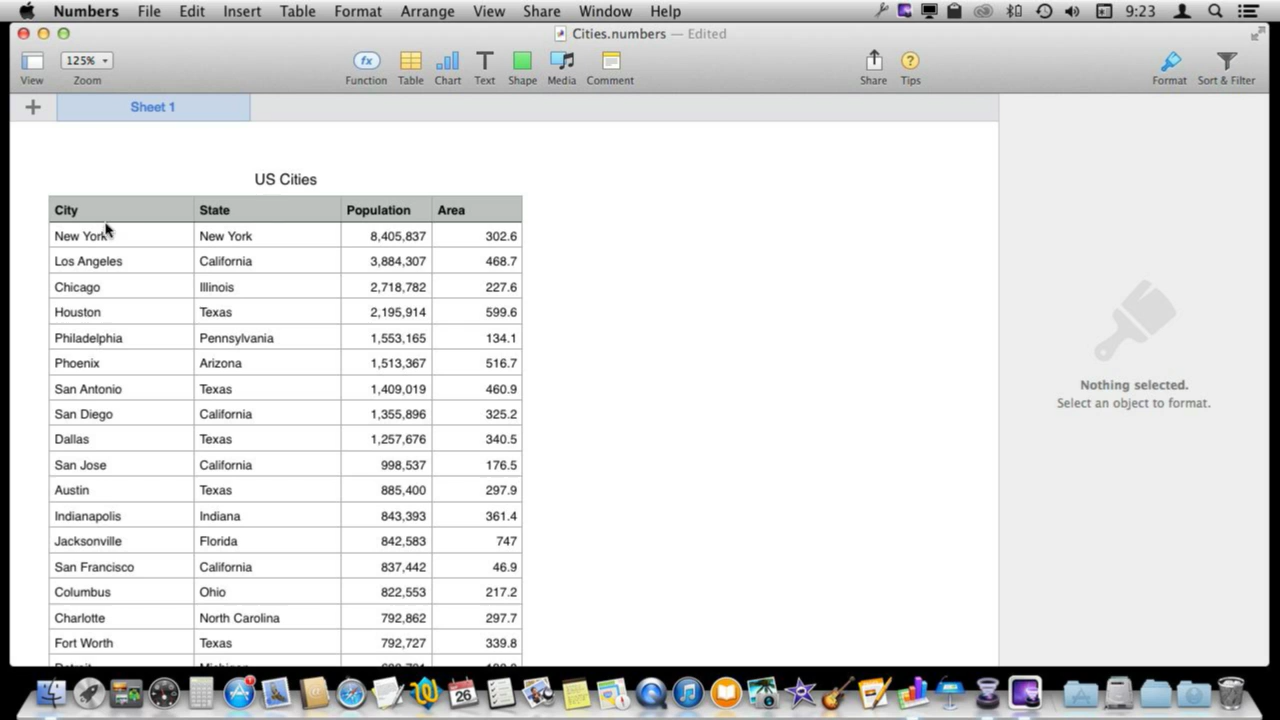 Numbers File Edit Insert Table Format Arrange View Share Window Help 9:23
Cities.numbers — Edited
125%
View Zoom Function Table Chart Text Shape Media Comment Share Tips Format Sort & Filter
Sheet 1
US Cities
City State Population Area
New York New York 8,405,837 302.6
Los Angeles California 3,884,307 468.7
Chicago Illinois 2,718,782 227.6
Houston Texas 2,195,914 599.6
Philadelphia Pennsylvania 1,553,165 134.1
Phoenix Arizona 1,513,367 516.7
San Antonio Texas 1,409,019 460.9
San Diego California 1,355,896 325.2
Dallas Texas 1,257,676 340.5
San Jose California 998,537 176.5
Austin Texas 885,400 297.9
Indianapolis Indiana 843,393 361.4
Jacksonville Florida 842,583 747
San Francisco California 837,442 46.9
Columbus Ohio 822,553 217.2
Charlotte North Carolina 792,862 297.7
Fort Worth Texas 792,727 339.8
Detroit Michigan
Nothing selected.
Select an object to format.
26